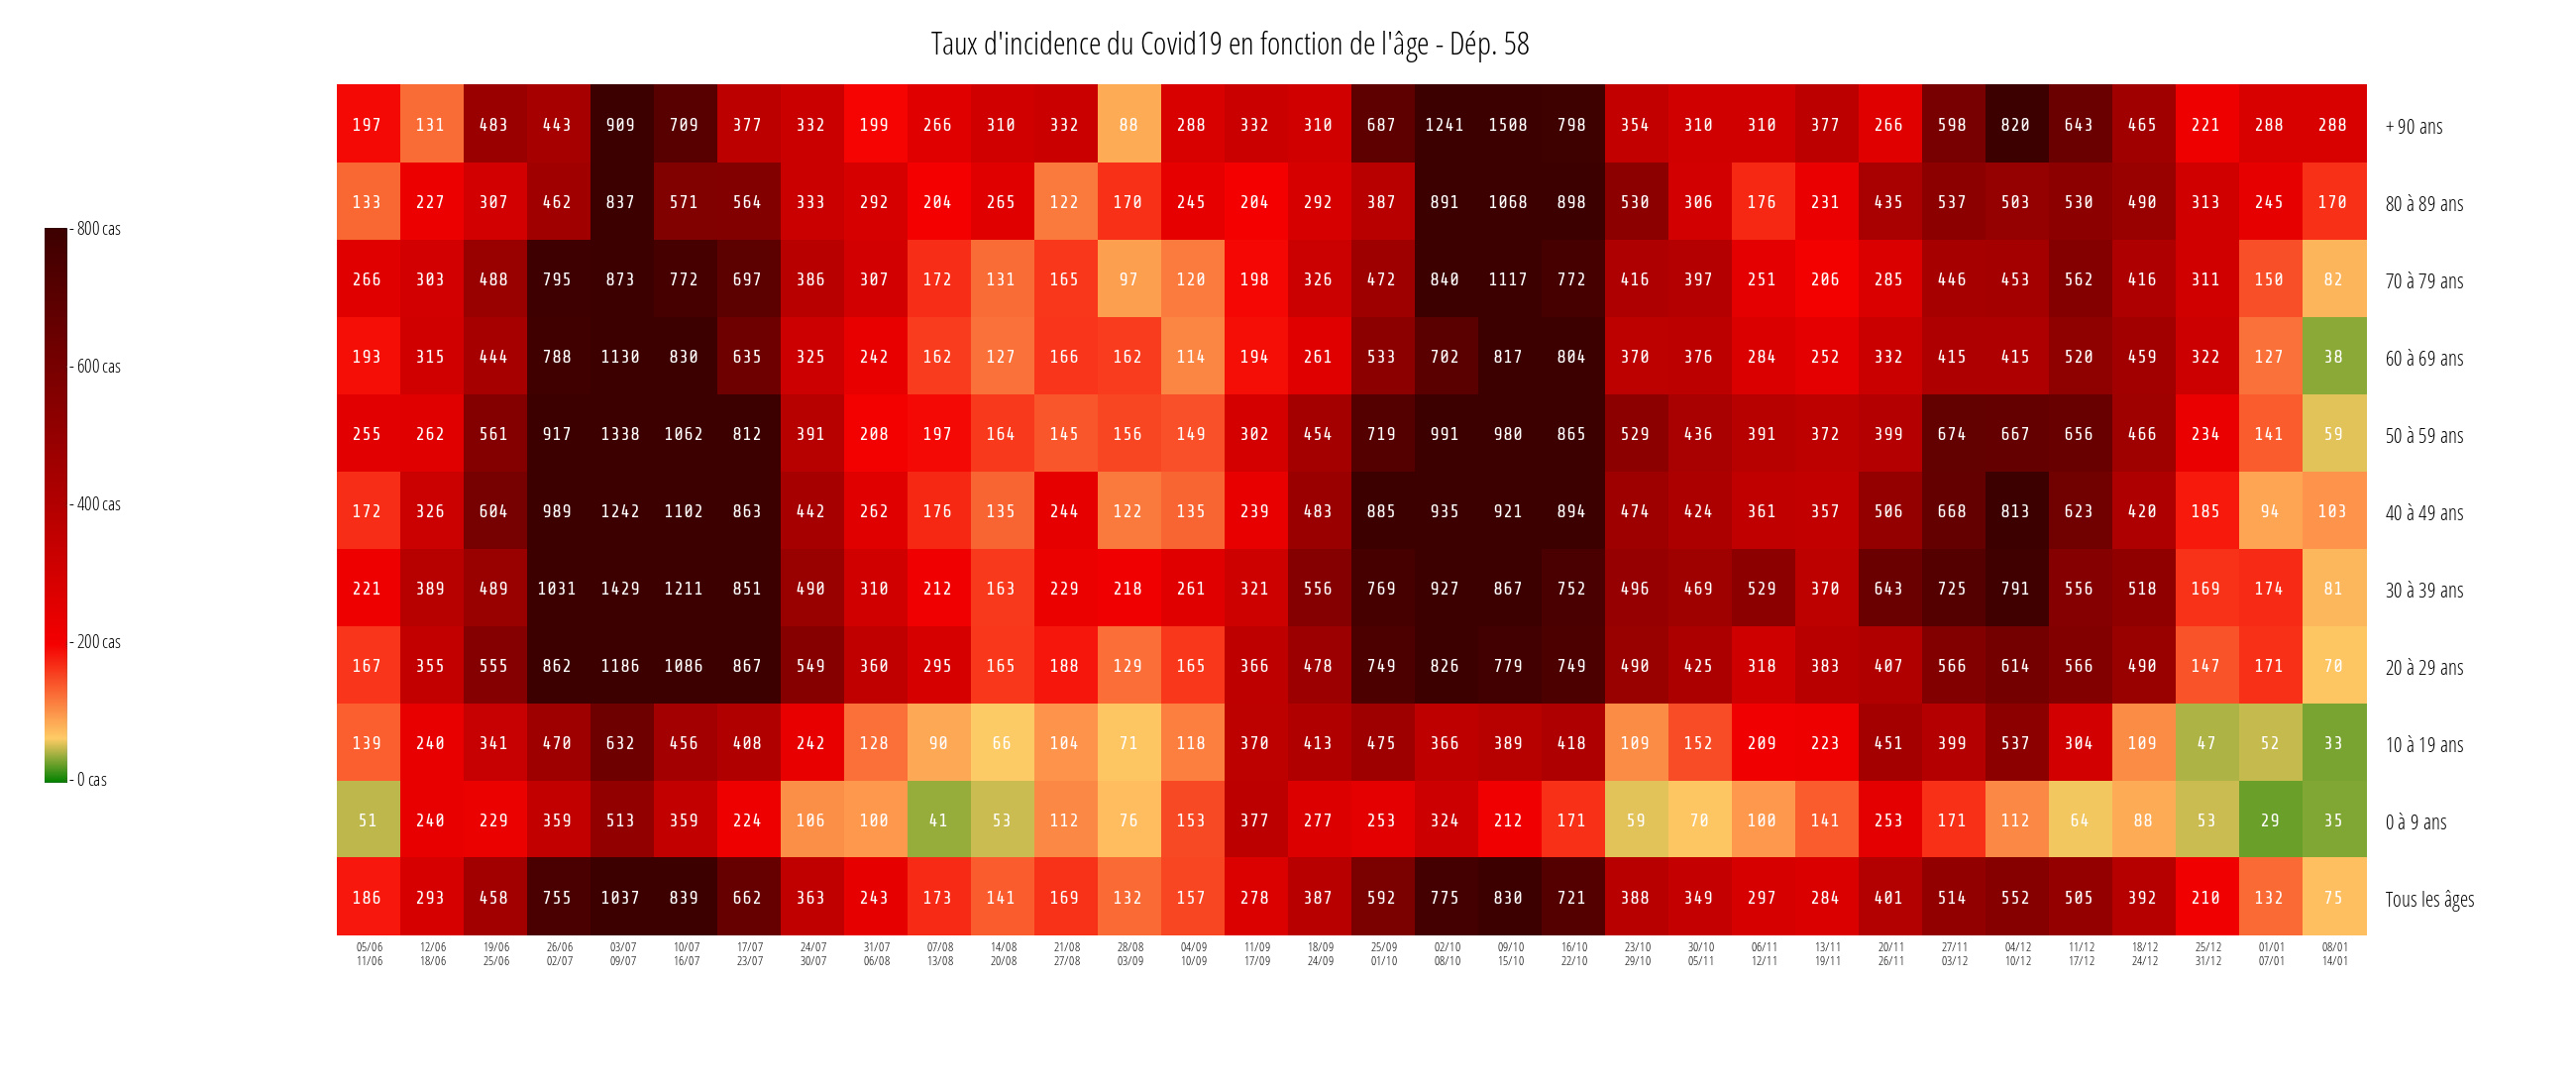 Taux d'incidence du Covid19 en fonction de l'âge - Dép. 58
- 800 cas
- 600 cas
- 400 cas
- 200 cas
- 0 cas
197 131 483 443 909 709 377 332 199 266 310 332 88 288 332 310 687 1241 1508 798 354 310 310 377 266 598 820 643 465 221 288 288 + 90 ans
133 227 307 462 837 571 564 333 292 204 265 122 170 245 204 292 387 891 1068 898 530 306 176 231 435 537 503 530 490 313 245 170 80 à 89 ans
266 303 488 795 873 772 697 386 307 172 131 165 97 120 198 326 472 840 1117 772 416 397 251 206 285 446 453 562 416 311 150 82 70 à 79 ans
193 315 444 788 1130 830 635 325 242 162 127 166 162 114 194 261 533 702 817 804 370 376 284 252 332 415 415 520 459 322 127 38 60 à 69 ans
255 262 561 917 1338 1062 812 391 208 197 164 145 156 149 302 454 719 991 980 865 529 436 391 372 399 674 667 656 466 234 141 59 50 à 59 ans
172 326 604 989 1242 1102 863 442 262 176 135 244 122 135 239 483 885 935 921 894 474 424 361 357 506 668 813 623 420 185 94 103 40 à 49 ans
221 389 489 1031 1429 1211 851 490 310 212 163 229 218 261 321 556 769 927 867 752 496 469 529 370 643 725 791 556 518 169 174 81 30 à 39 ans
167 355 555 862 1186 1086 867 549 360 295 165 188 129 165 366 478 749 826 779 749 490 425 318 383 407 566 614 566 490 147 171 70 20 à 29 ans
139 240 341 470 632 456 408 242 128 90 66 104 71 118 370 413 475 366 389 418 109 152 209 223 451 399 537 304 109 47 52 33 10 à 19 ans
51 240 229 359 513 359 224 106 100 41 53 112 76 153 377 277 253 324 212 171 59 70 100 141 253 171 112 64 88 53 29 35 0 à 9 ans
186 293 458 755 1037 839 662 363 243 173 141 169 132 157 278 387 592 775 830 721 388 349 297 284 401 514 552 505 392 210 132 75 Tous les âges
05/06 12/06 19/06 26/06 03/07 10/07 17/07 24/07 31/07 07/08 14/08 21/08 28/08 04/09 11/09 18/09 25/09 02/10 09/10 16/10 23/10 30/10 06/11 13/11 20/11 27/11 04/12 11/12 18/12 25/12 01/01 08/01
11/06 18/06 25/06 02/07 09/07 16/07 23/07 30/07 06/08 13/08 20/08 27/08 03/09 10/09 17/09 24/09 01/10 08/10 15/10 22/10 29/10 05/11 12/11 19/11 26/11 03/12 10/12 17/12 24/12 31/12 07/01 14/01